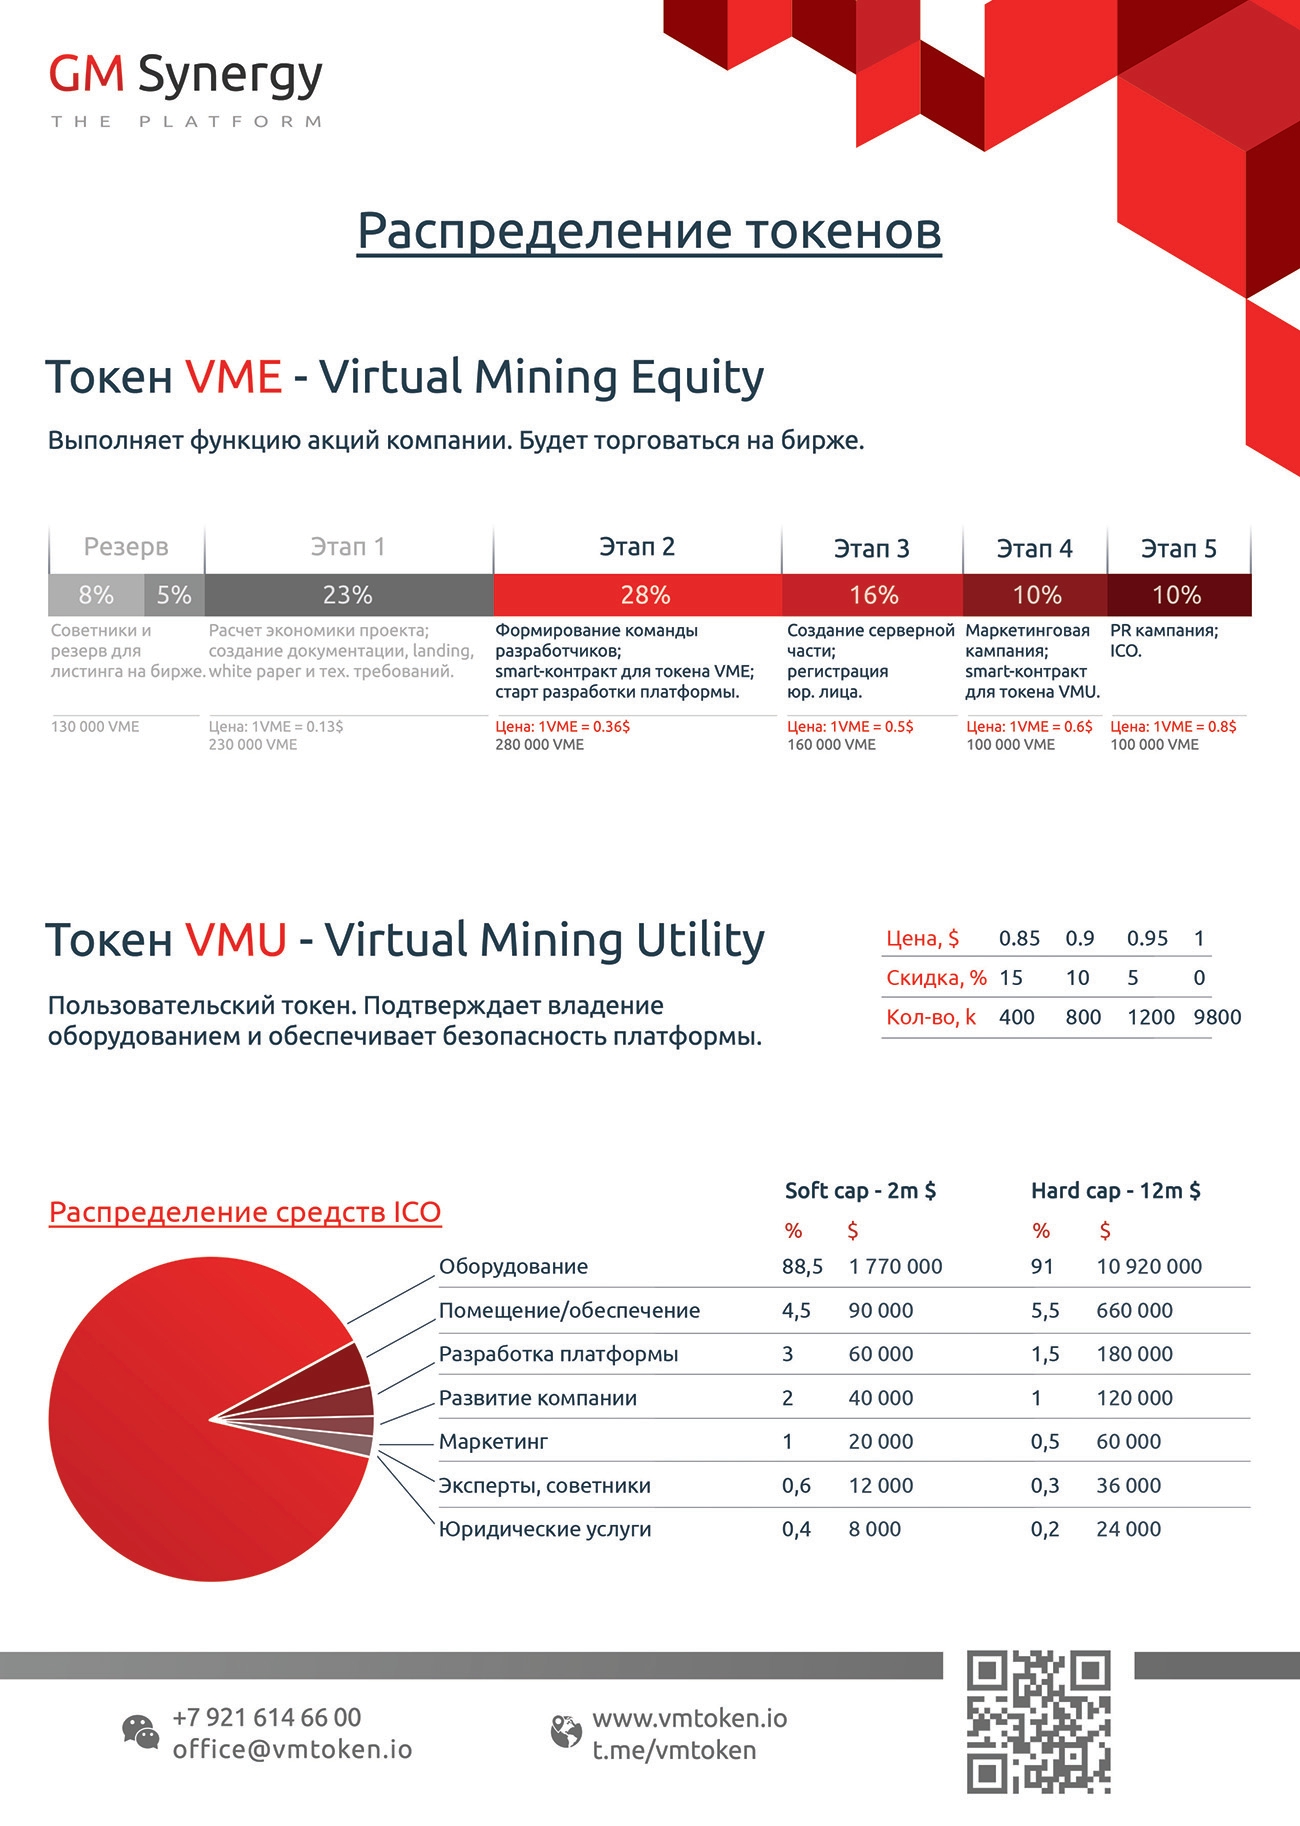 GM Synergy
THE PLATFORM
Распределение токенов
Токен VME - Virtual Mining Equity
Выполняет функцию акций компании. Будет торговаться на бирже.
Резерв
8% 5%
Советники и
резерв для
листинга на бирже.
130 000 VME
Этап 1
23%
Расчет экономики проекта;
создание документации, landing,
white paper и тех. требований.
Цена: 1VME = 0.13$
230 000 VME
Этап 2
28%
Формирование команды
разработчиков;
smart-контракт для токена VME;
старт разработки платформы.
Цена: 1VME = 0.36$
280 000 VME
Этап 3
16%
Создание серверной
части;
регистрация
юр. лица.
Цена: 1VME = 0.5$
160 000 VME
Этап 4
10%
Маркетинговая
кампания;
smart-контракт
для токена VMU.
Цена: 1VME = 0.6$
100 000 VME
Этап 5
10%
PR кампания;
ICO.
Цена: 1VME = 0.8$
100 000 VME
Токен VMU - Virtual Mining Utility
Пользовательский токен. Подтверждает владение
оборудованием и обеспечивает безопасность платформы.
Цена, $ 0.85 0.9 0.95 1
Скидка, % 15 10 5 0
Кол-во, k 400 800 1200 9800
Распределение средств ICO
Soft cap - 2m $ Hard cap - 12m $
% $ % $
Оборудование 88,5 1 770 000 91 10 920 000
Помещение/обеспечение 4,5 90 000 5,5 660 000
Разработка платформы 3 60 000 1,5 180 000
Развитие компании 2 40 000 1 120 000
Маркетинг 1 20 000 0,5 60 000
Эксперты, советники 0,6 12 000 0,3 36 000
Юридические услуги 0,4 8 000 0,2 24 000
+7 921 614 66 00
office@vmtoken.io
www.vmtoken.io
t.me/vmtoken